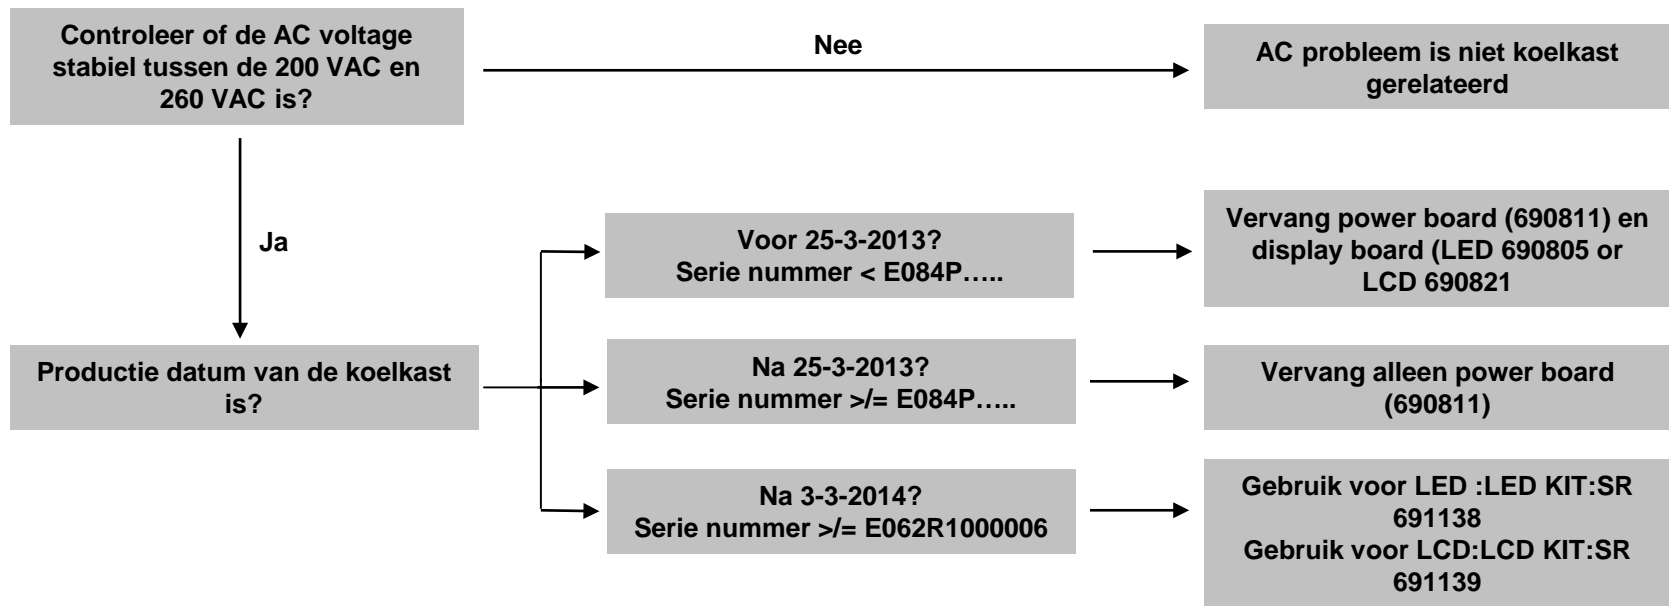 Controleer of de AC voltage
stabiel tussen de 200 VAC en
260 VAC is?
Nee
AC probleem is niet koelkast
gerelateerd
Ja
Productie datum van de koelkast
is?
Voor 25-3-2013?
Serie nummer < E084P…..
Vervang power board (690811) en
display board (LED 690805 or
LCD 690821
Na 25-3-2013?
Serie nummer >/= E084P…..
Vervang alleen power board
(690811)
Na 3-3-2014?
Serie nummer >/= E062R1000006
Gebruik voor LED :LED KIT:SR
691138
Gebruik voor LCD:LCD KIT:SR
691139